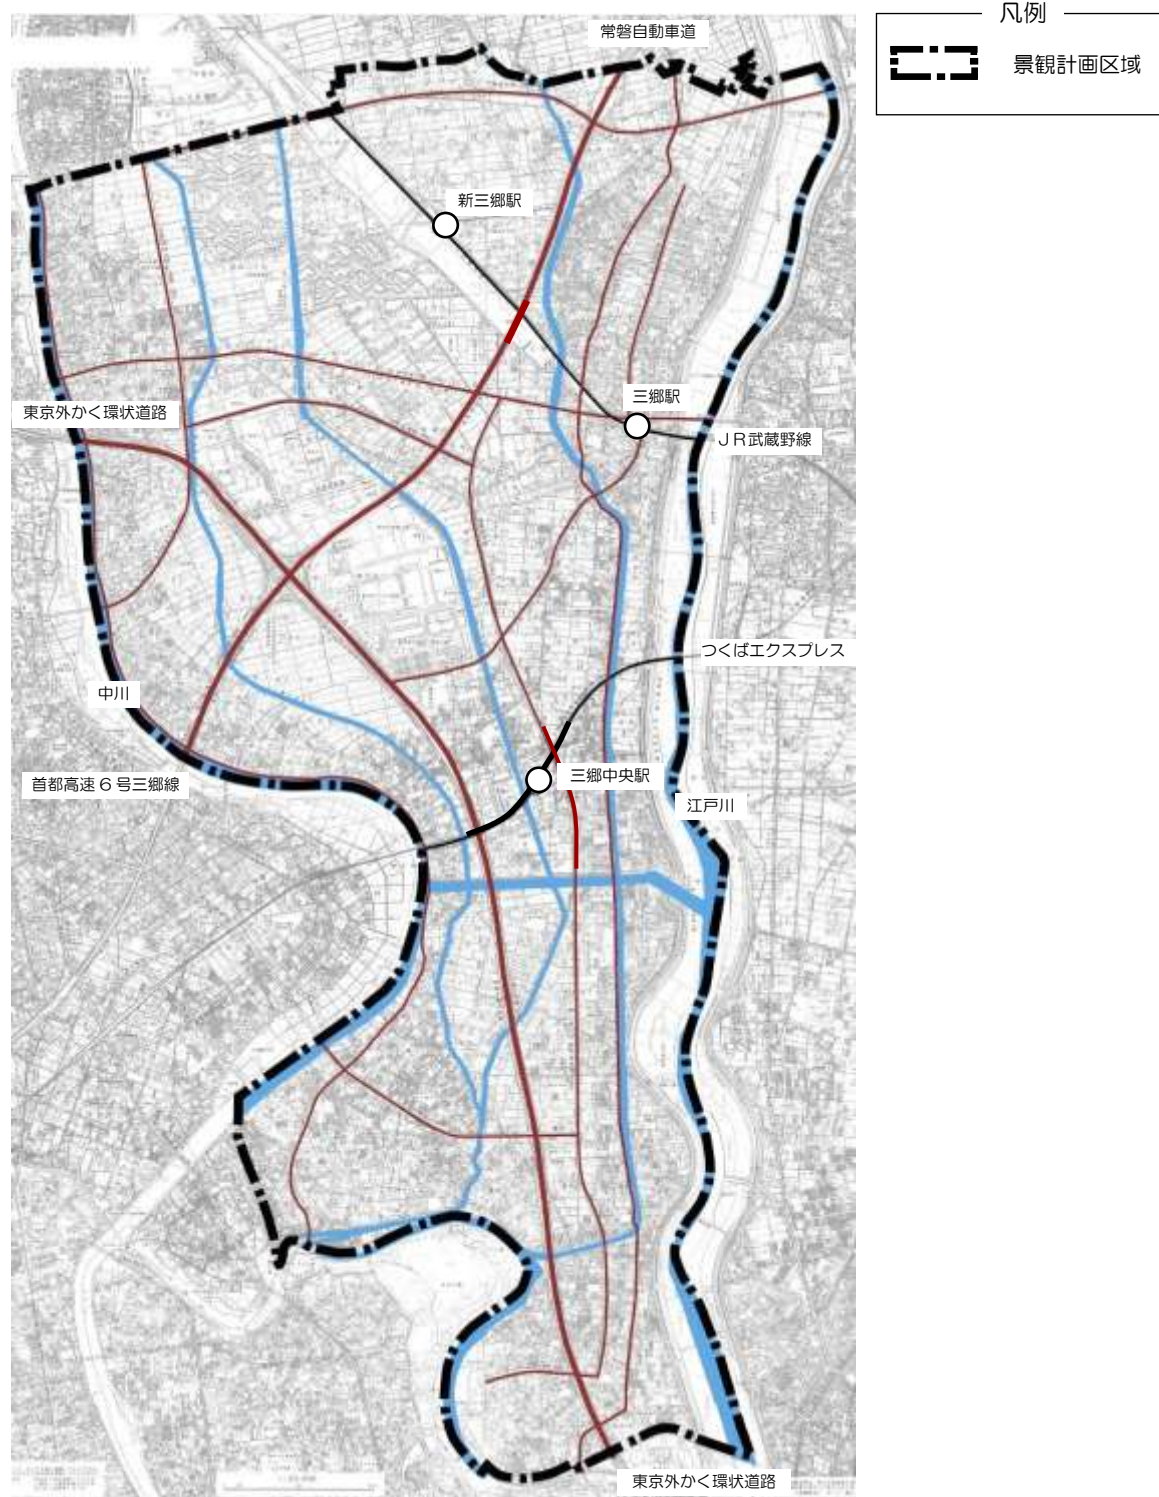 凡例
景観計画区域
常磐自動車道
新三郷駅
三郷駅
東京外かく環状道路
ＪＲ武蔵野線
つくばエクスプレス
中川
三郷中央駅
首都高速６号三郷線
江戸川
東京外かく環状道路